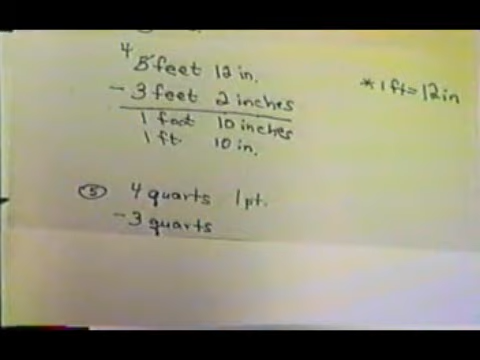 4
5 feet 12 in.
- 3 feet 2 inches
1 foot 10 inches
1 ft. 10 in.
* 1 ft = 12 in
⑤ 4 quarts 1 pt.
- 3 quarts